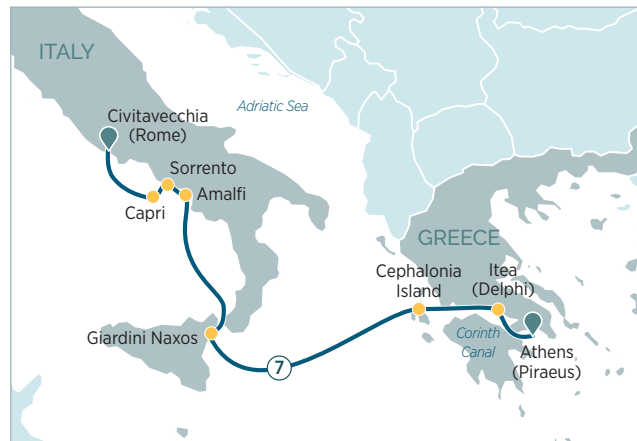 ITALY
Adriatic Sea
Civitavecchia
(Rome)
Sorrento
Amalfi
Capri
GREECE
Cephalonia
Island
Itea
(Delphi)
Giardini Naxos
Corinth
Canal
Athens
(Piraeus)
7